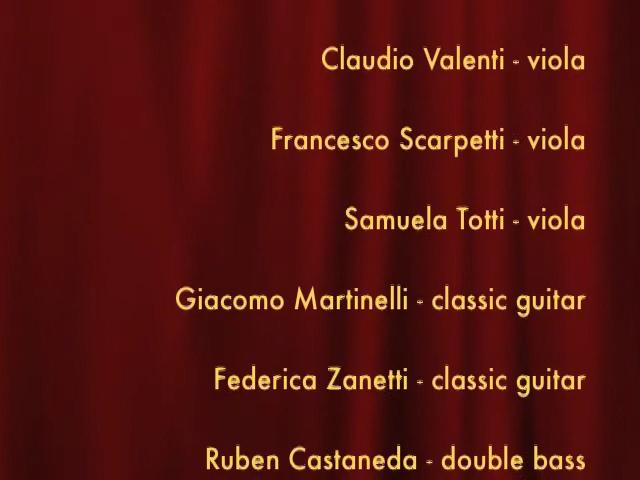 Claudio Valenti - viola
Francesco Scarpetti - viola
Samuela Totti - viola
Giacomo Martinelli - classic guitar
Federica Zanetti - classic guitar
Ruben Castaneda - double bass